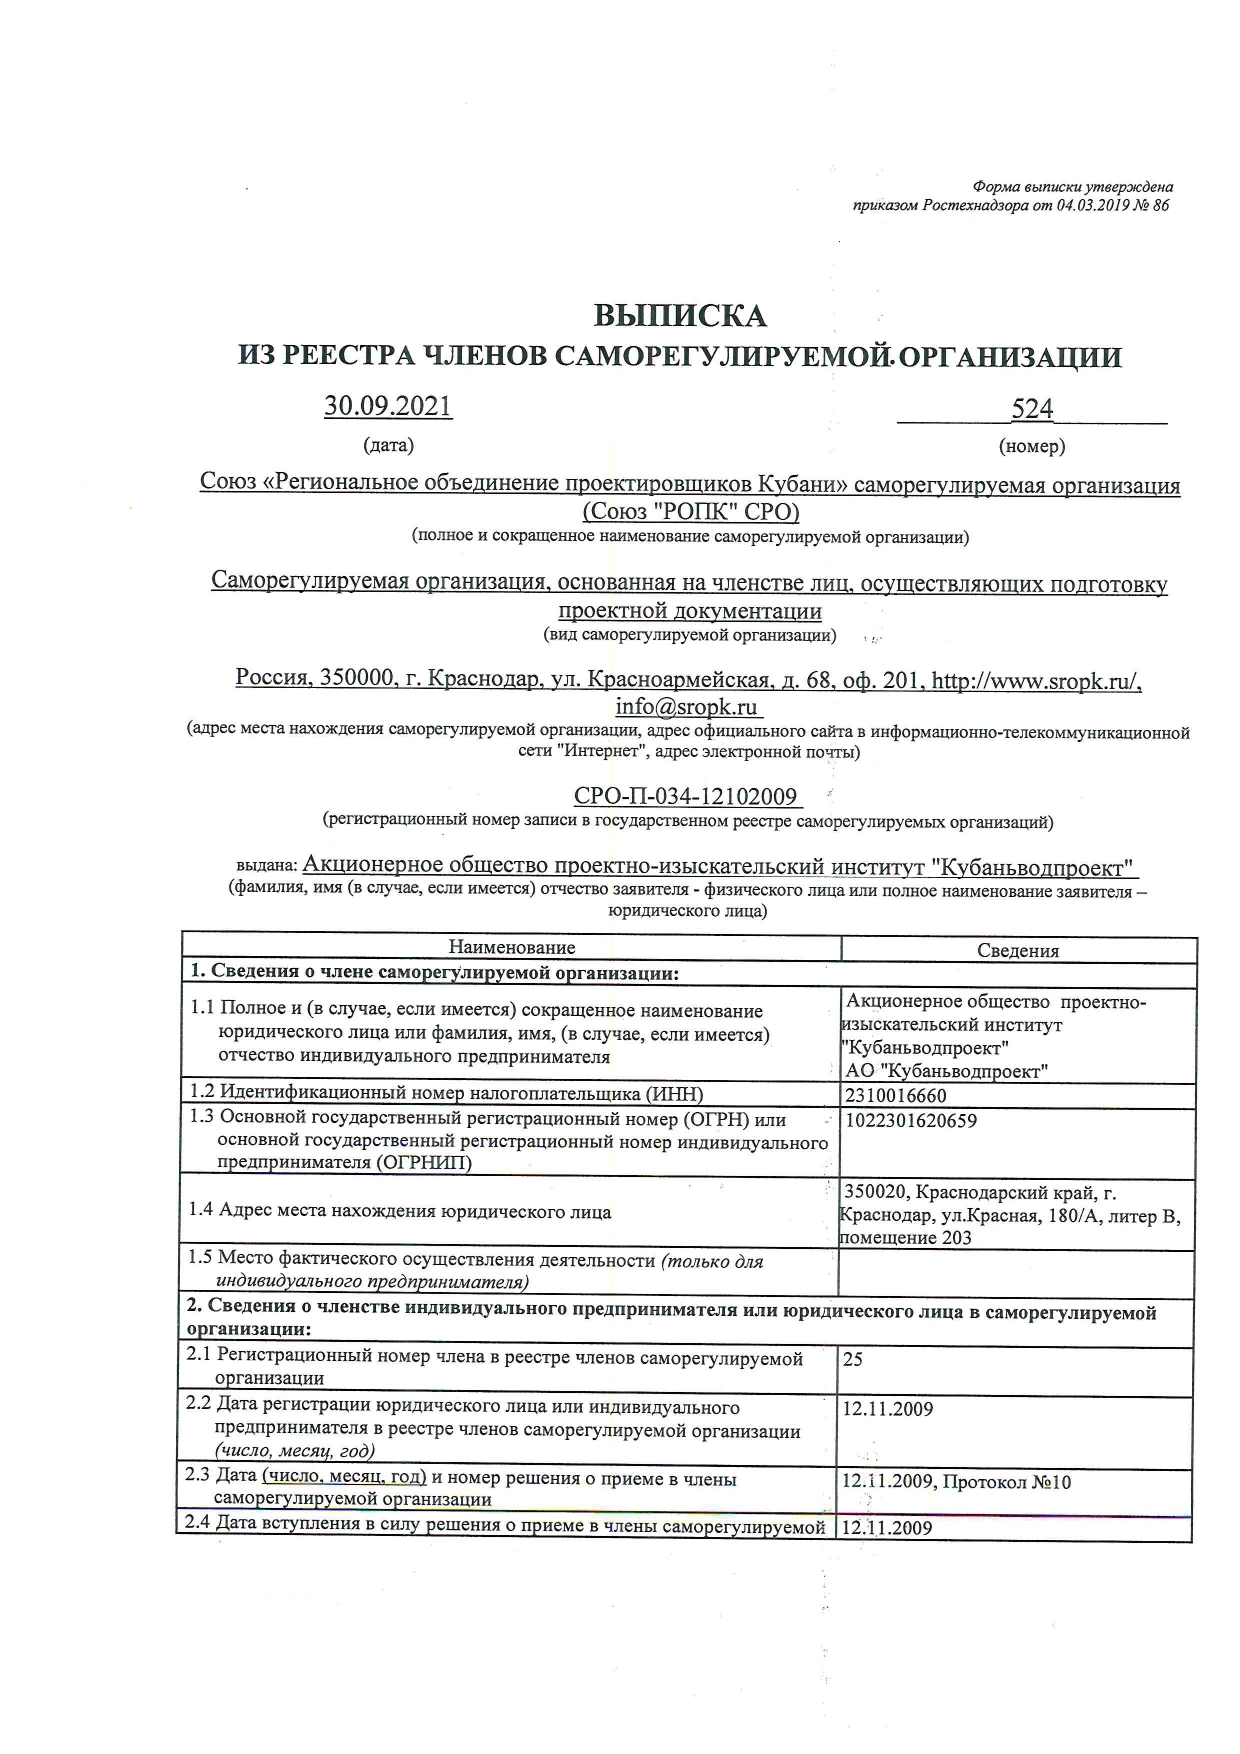 Форма выписки утверждена
приказом Ростехнадзора от 04.03.2019 № 86
ВЫПИСКА
ИЗ РЕЕСТРА ЧЛЕНОВ САМОРЕГУЛИРУЕМОЙ ОРГАНИЗАЦИИ
30.09.2021 524
(дата) (номер)
Союз «Региональное объединение проектировщиков Кубани» саморегулируемая организация
(Союз "РОПК" СРО)
(полное и сокращенное наименование саморегулируемой организации)
Саморегулируемая организация, основанная на членстве лиц, осуществляющих подготовку
проектной документации
(вид саморегулируемой организации)
Россия, 350000, г. Краснодар, ул. Красноармейская, д. 68, оф. 201, http://www.sropk.ru/,
info@sropk.ru
(адрес места нахождения саморегулируемой организации, адрес официального сайта в информационно-телекоммуникационной
сети "Интернет", адрес электронной почты)
СРО-П-034-12102009
(регистрационный номер записи в государственном реестре саморегулируемых организаций)
выдана: Акционерное общество проектно-изыскательский институт "Кубаньводпроект"
(фамилия, имя (в случае, если имеется) отчество заявителя - физического лица или полное наименование заявителя –
юридического лица)
Наименование Сведения
1. Сведения о члене саморегулируемой организации:
1.1 Полное и (в случае, если имеется) сокращенное наименование
юридического лица или фамилия, имя, (в случае, если имеется)
отчество индивидуального предпринимателя
Акционерное общество проектно-
изыскательский институт
"Кубаньводпроект"
АО "Кубаньводпроект"
1.2 Идентификационный номер налогоплательщика (ИНН) 2310016660
1.3 Основной государственный регистрационный номер (ОГРН) или
основной государственный регистрационный номер индивидуального
предпринимателя (ОГРНИП)
1022301620659
1.4 Адрес места нахождения юридического лица
350020, Краснодарский край, г.
Краснодар, ул.Красная, 180/А, литер В,
помещение 203
1.5 Место фактического осуществления деятельности (только для
индивидуального предпринимателя)
2. Сведения о членстве индивидуального предпринимателя или юридического лица в саморегулируемой
организации:
2.1 Регистрационный номер члена в реестре членов саморегулируемой
организации
25
2.2 Дата регистрации юридического лица или индивидуального
предпринимателя в реестре членов саморегулируемой организации
(число, месяц, год)
12.11.2009
2.3 Дата (число, месяц, год) и номер решения о приеме в члены
саморегулируемой организации
12.11.2009, Протокол №10
2.4 Дата вступления в силу решения о приеме в члены саморегулируемой 12.11.2009